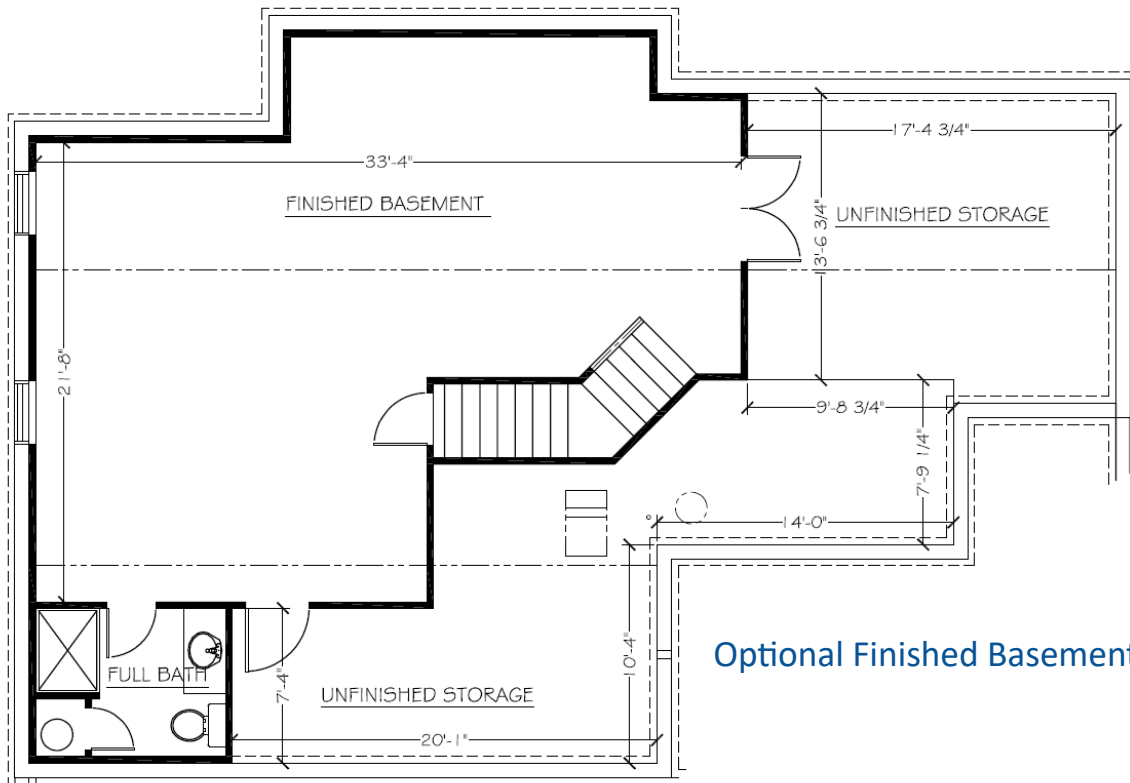 17'-4 3/4"
33'-4"
FINISHED BASEMENT
UNFINISHED STORAGE
13'-6 3/4"
21'-8"
9'-8 3/4"
7'-9 1/4"
14'-0"
10'-4"
Optional Finished Basement
FULL BATH
7'-4"
UNFINISHED STORAGE
20'-1"